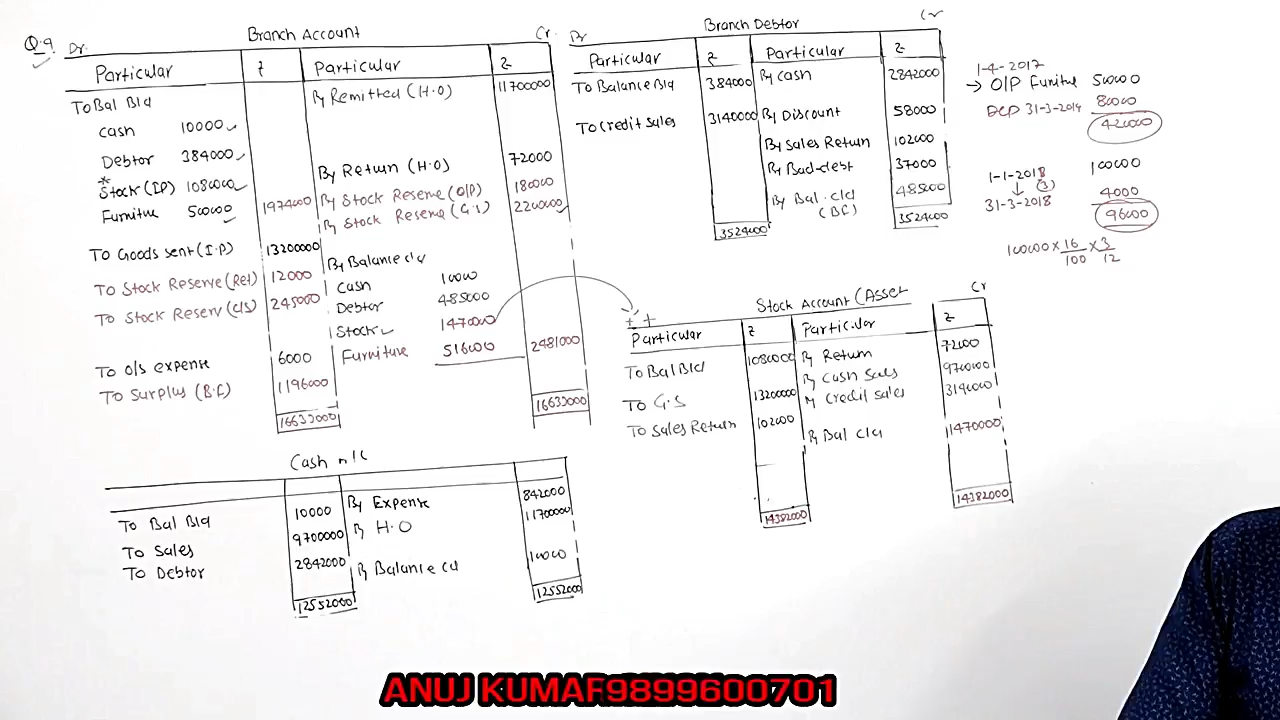 Q.9
Branch Account
Dr. Cr.
Particular ₹ Particular ₹
To Bal B/d By Remitted (H.O) 11700000
Cash 10000
Debtor 384000 By Return (H.O) 72000
*Stock (IP) 1080000 By Stock Reserve (O/P) 180000
Furnitue 500000 1974000 By Stock Reserve (G.S) 2200000
To Goods sent (I.P) 13200000 By Balance c/d
To Stock Reserve (Ret) 12000 Cash 10000
To Stock Reserv (C/S) 245000 Debtor 485000
Stock 1470000
To O/s expense 6000 Furniture 516000 2481000
To Surplus (B.F) 1196000
16633000 16633000
Branch Debtor
Dr Cr
Particular ₹ Particular ₹
To Balance B/d 384000 By Cash 2842000
To Credit Sales 3140000 By Discount 58000
By Sales Return 102000
By Bad-debt 37000
By Bal. c/d (BF) 485000
3524000 3524000
1-4-2017
→ O/P Funitue 500000
DEP 31-3-2018 80000
420000
1-1-2018 100000
↓ (3) 4000
31-3-2018 96000
100000 × 16/100 × 3/12
Stock Account (Asset
Cr
Particular ₹ Particular ₹
To Bal B/d 1080000 By Return 72000
By Cash Sales 9700000
To G.S 13200000 By Credit Sales 3140000
To Sales Return 102000 By Bal c/d 1470000
14382000 14382000
Cash A/C
To Bal B/d 10000 By Expense 842000
To Sales 9700000 By H.O 11700000
To Debtor 2842000 By Balance c/d 10000
12552000 12552000
ANUJ KUMAR9899600701